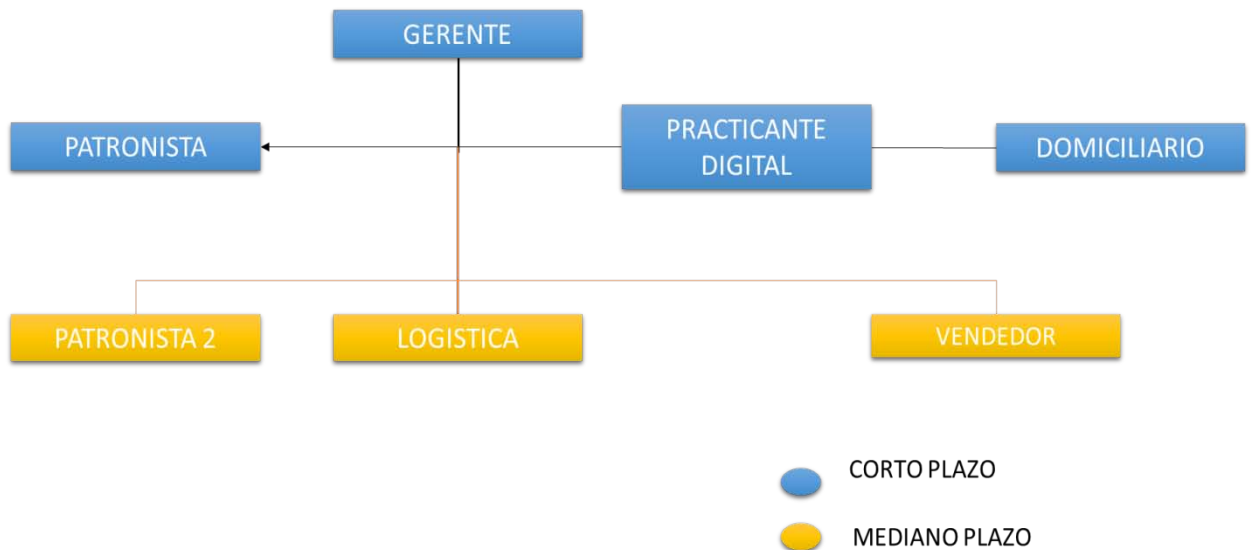 GERENTE
PATRONISTA
PRACTICANTE
DIGITAL
DOMICILIARIO
PATRONISTA 2
LOGISTICA
VENDEDOR
CORTO PLAZO
MEDIANO PLAZO